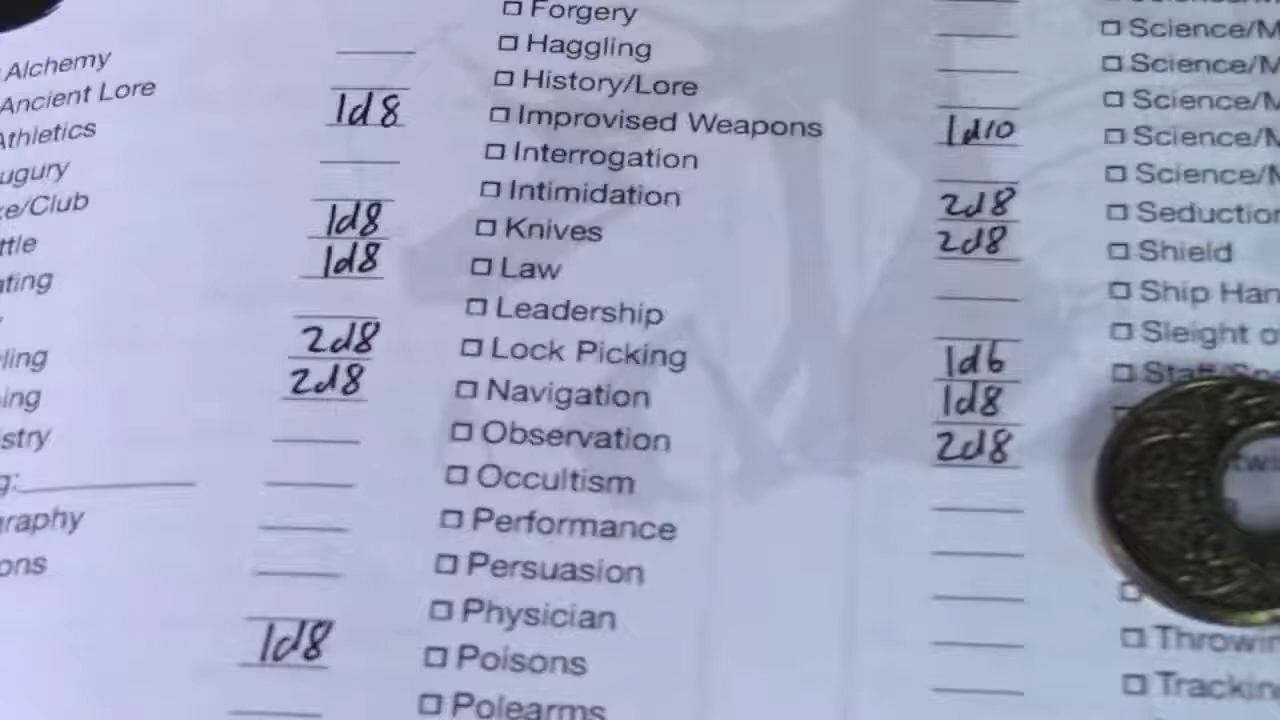 Alchemy
Ancient Lore
Athletics 1d8
ugury
ke/Club
ttle 1d8
ating 1d8
ling 2d8
ing 2d8
stry
g:
raphy
ons
1d8
Forgery
Haggling
History/Lore
Improvised Weapons 1d10
Interrogation
Intimidation 2d8
Knives 2d8
Law
Leadership
Lock Picking 1d6
Navigation 1d8
Observation 2d8
Occultism
Performance
Persuasion
Physician
Poisons
Polearms
Science/M
Science/M
Science/M
Science/M
Science/M
Seduction
Shield
Ship Han
Sleight o
Throwin
Trackin